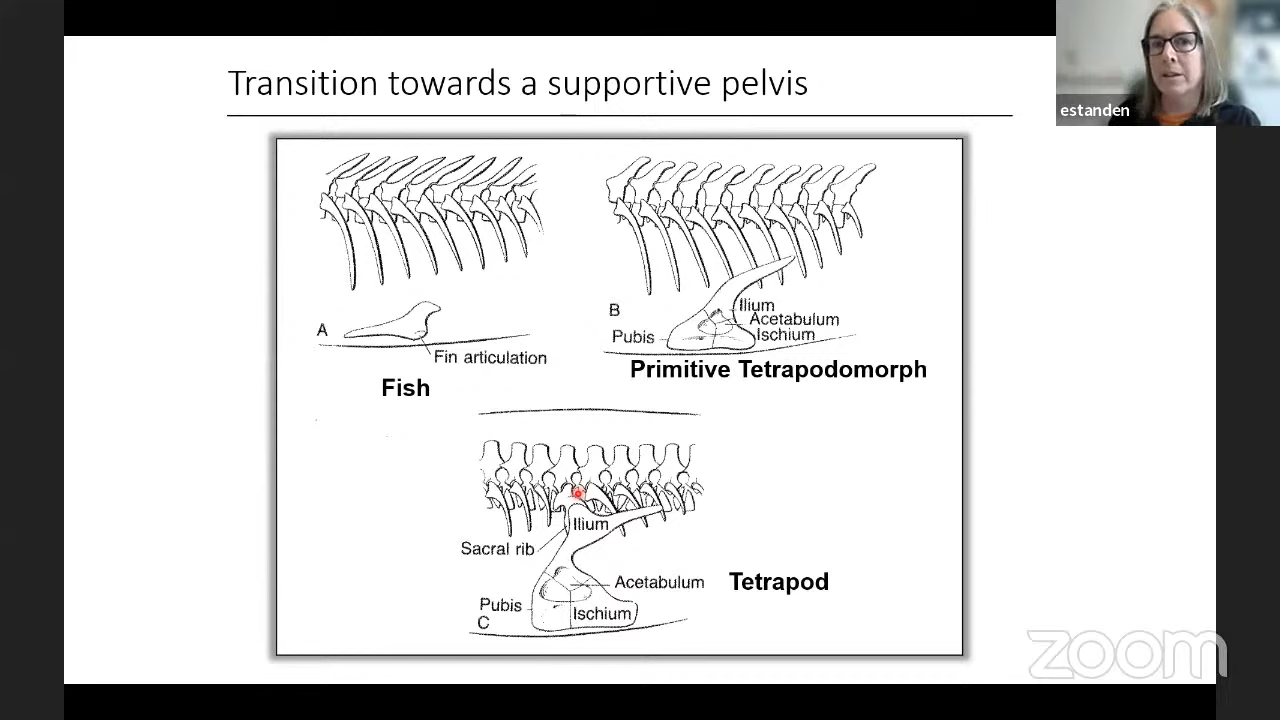 Transition towards a supportive pelvis
estanden
A
Fin articulation
Fish
B
Ilium
Acetabulum
Pubis
Ischium
Primitive Tetrapodomorph
Ilium
Sacral rib
Acetabulum
Tetrapod
Pubis
Ischium
C
zoom